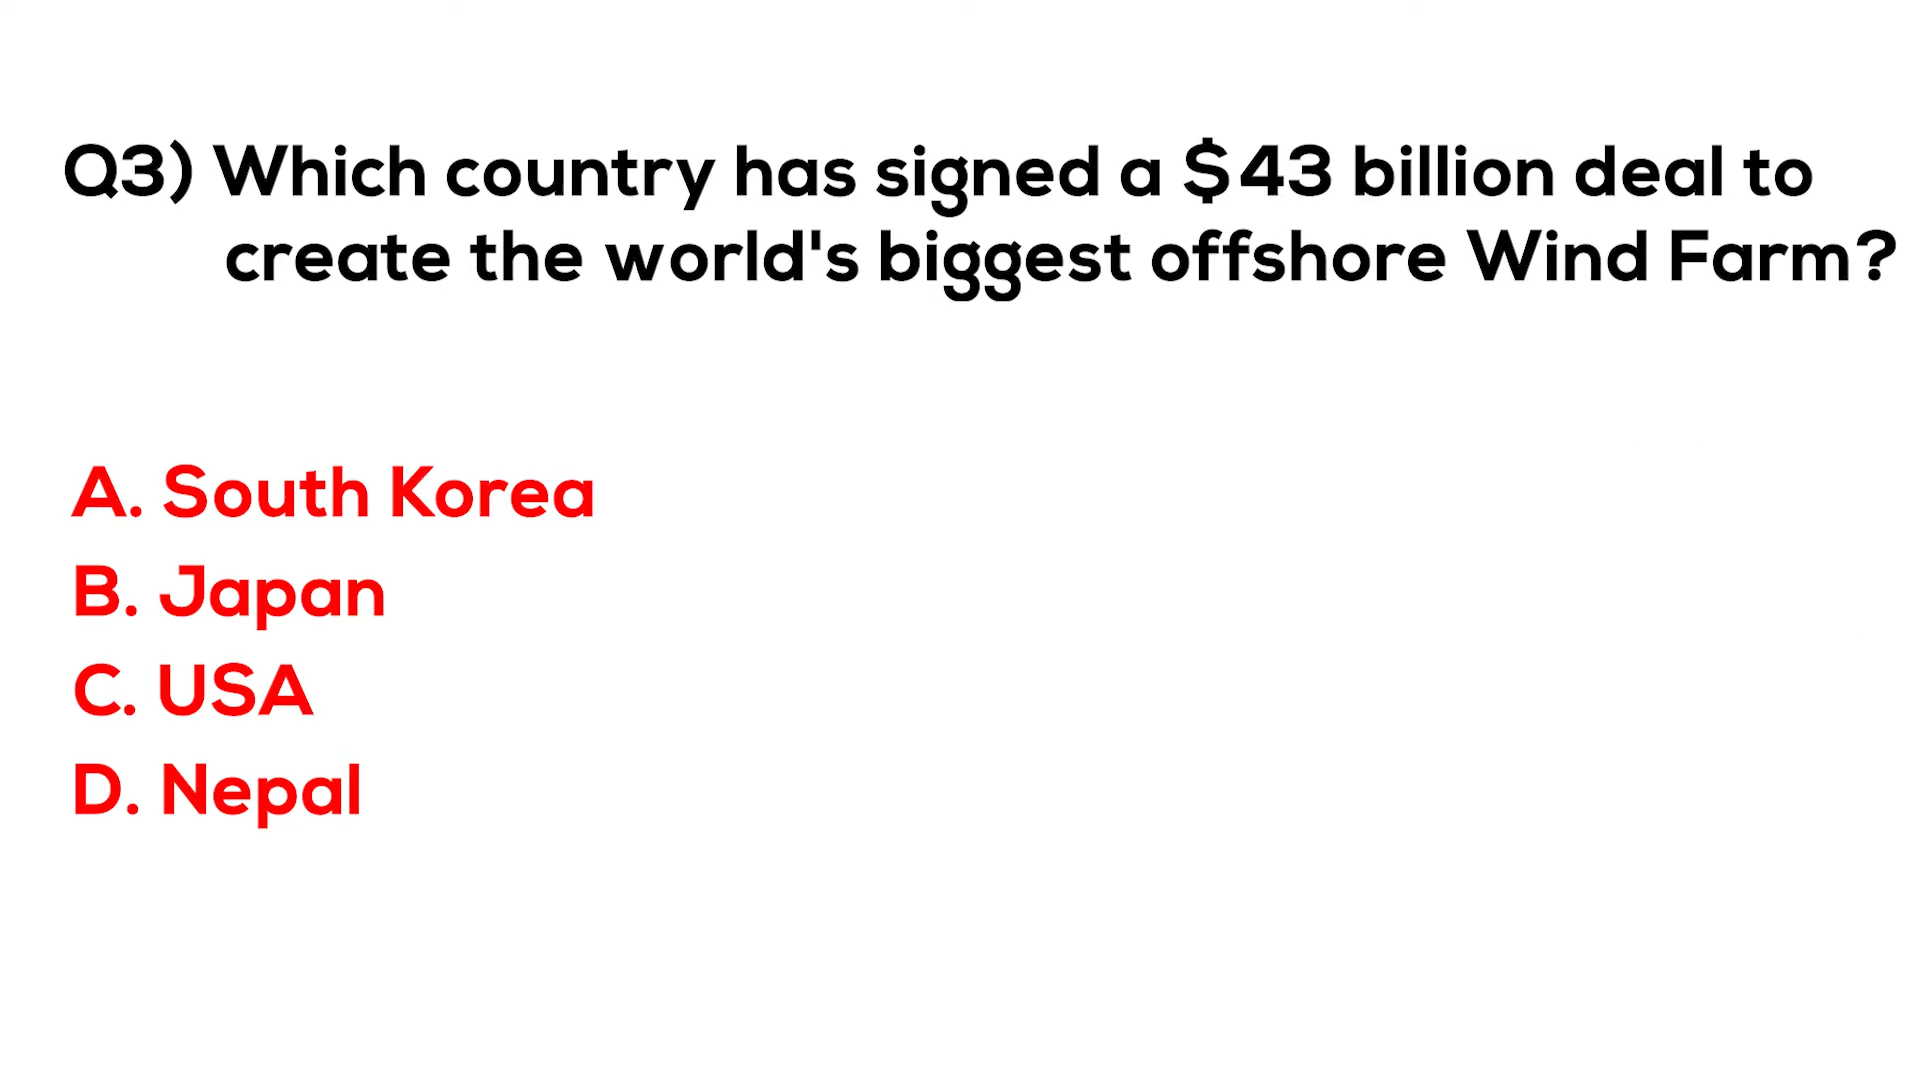 Q3) Which country has signed a $43 billion deal to
create the world's biggest offshore Wind Farm?
A. South Korea
B. Japan
C. USA
D. Nepal